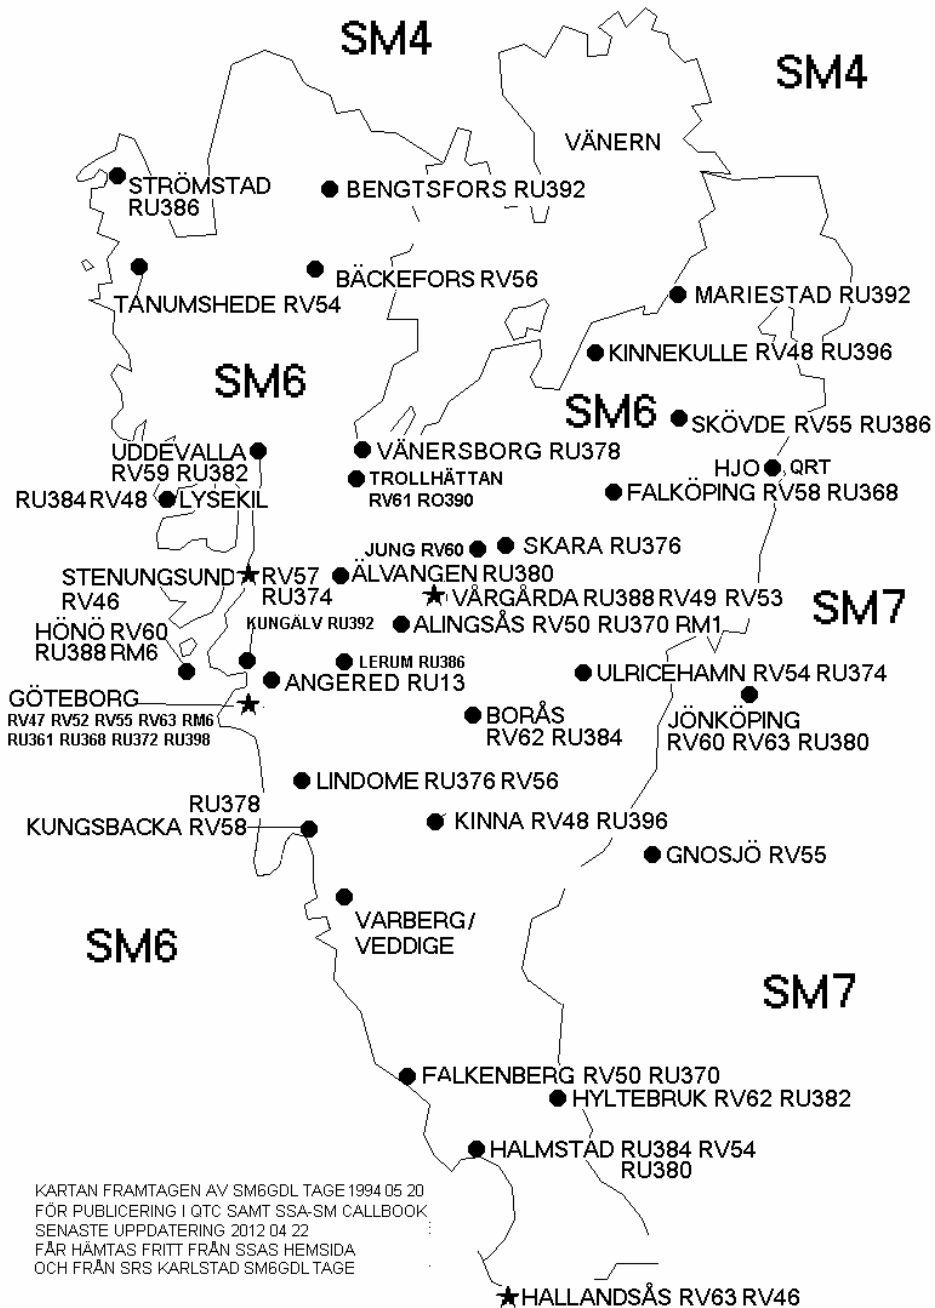 SM4
SM4
VÄNERN
STRÖMSTAD
RU386
BENGTSFORS RU392
BÄCKEFORS RV56
TANUMSHEDE RV54
MARIESTAD RU392
KINNEKULLE RV48 RU396
SM6
SM6
SKÖVDE RV55 RU386
UDDEVALLA
RV59 RU382
VÄNERSBORG RU378
HJO QRT
TROLLHÄTTAN
RV61 RO390
FALKÖPING RV58 RU368
RU384 RV48 LYSEKIL
JUNG RV60
SKARA RU376
STENUNGSUND RV57
RV46 RU374
ÄLVANGEN RU380
VÅRGÅRDA RU388 RV49 RV53
SM7
KUNGÄLV RU392
ALINGSÅS RV50 RU370 RM1
HÖNÖ RV60
RU388 RM6
LERUM RU386
ANGERED RU13
ULRICEHAMN RV54 RU374
GÖTEBORG
RV47 RV52 RV55 RV63 RM6
RU361 RU368 RU372 RU398
BORÅS
RV62 RU384
JÖNKÖPING
RV60 RV63 RU380
LINDOME RU376 RV56
RU378
KUNGSBACKA RV58
KINNA RV48 RU396
GNOSJÖ RV55
VARBERG/
VEDDIGE
SM6
SM7
FALKENBERG RV50 RU370
HYLTEBRUK RV62 RU382
HALMSTAD RU384 RV54
RU380
KARTAN FRAMTAGEN AV SM6GDL TAGE 1994 05 20
FÖR PUBLICERING I QTC SAMT SSA-SM CALLBOOK
SENASTE UPPDATERING 2012 04 22
FÅR HÄMTAS FRITT FRÅN SSAS HEMSIDA
OCH FRÅN SRS KARLSTAD SM6GDL TAGE
HALLANDSÅS RV63 RV46